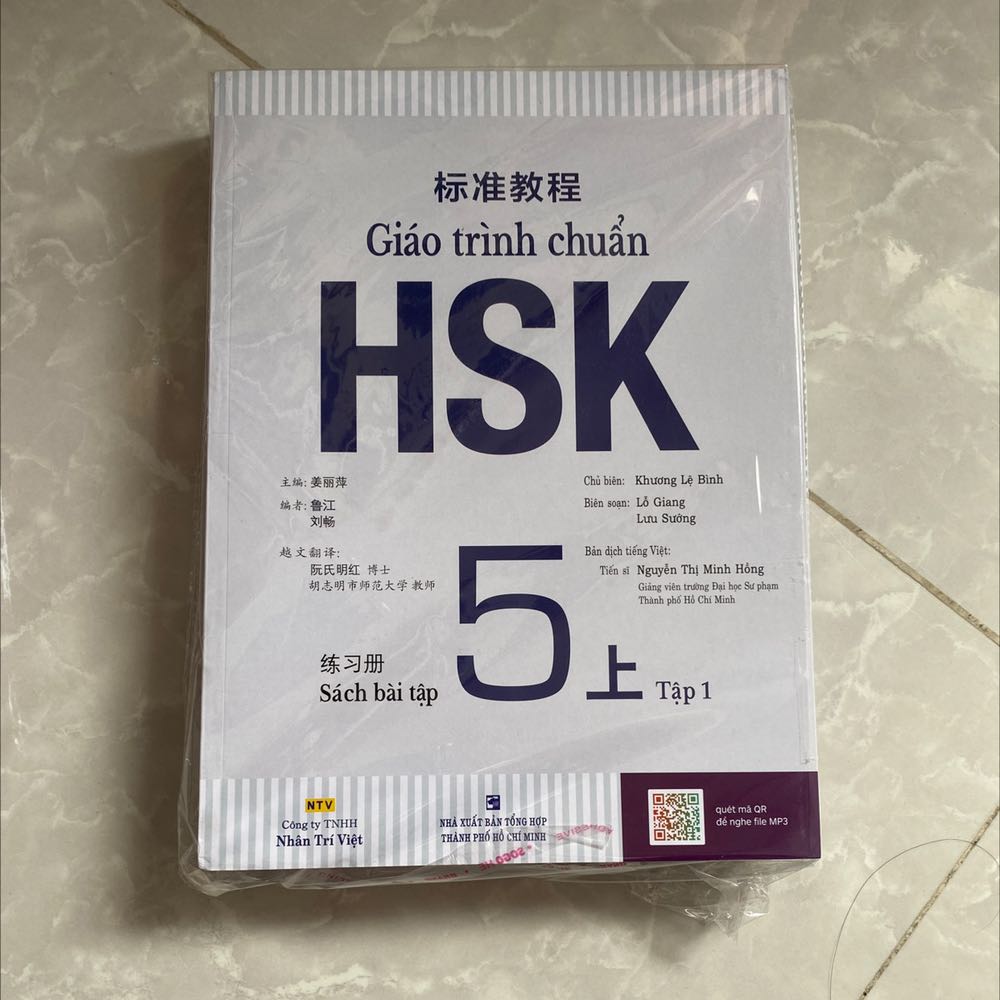 标准教程
Giáo trình chuẩn
HSK
主编: 姜丽萍
编者: 鲁江
刘畅
越文翻译:
阮氏明红 博士
胡志明市师范大学 教师
Chủ biên: Khương Lệ Bình
Biên soạn: Lỗ Giang
Lưu Sướng
Bản dịch tiếng Việt:
Tiến sĩ Nguyễn Thị Minh Hồng
Giảng viên trường Đại học Sư phạm
Thành phố Hồ Chí Minh
练习册
Sách bài tập
5 上 Tập 1
NTV
Công ty TNHH
Nhân Trí Việt
NHÀ XUẤT BẢN TỔNG HỢP
THÀNH PHỐ HỒ CHÍ MINH
quét mã QR
để nghe file MP3